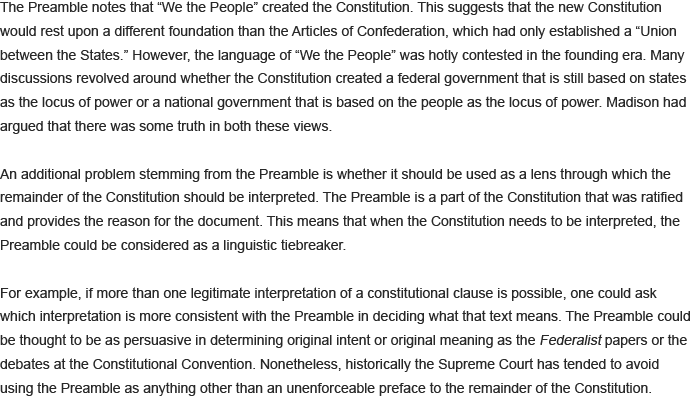 The Preamble notes that “We the People” created the Constitution. This suggests that the new Constitution
would rest upon a different foundation than the Articles of Confederation, which had only established a “Union
between the States.” However, the language of “We the People” was hotly contested in the founding era. Many
discussions revolved around whether the Constitution created a federal government that is still based on states
as the locus of power or a national government that is based on the people as the locus of power. Madison had
argued that there was some truth in both these views.
An additional problem stemming from the Preamble is whether it should be used as a lens through which the
remainder of the Constitution should be interpreted. The Preamble is a part of the Constitution that was ratified
and provides the reason for the document. This means that when the Constitution needs to be interpreted, the
Preamble could be considered as a linguistic tiebreaker.
For example, if more than one legitimate interpretation of a constitutional clause is possible, one could ask
which interpretation is more consistent with the Preamble in deciding what that text means. The Preamble could
be thought to be as persuasive in determining original intent or original meaning as the Federalist papers or the
debates at the Constitutional Convention. Nonetheless, historically the Supreme Court has tended to avoid
using the Preamble as anything other than an unenforceable preface to the remainder of the Constitution.